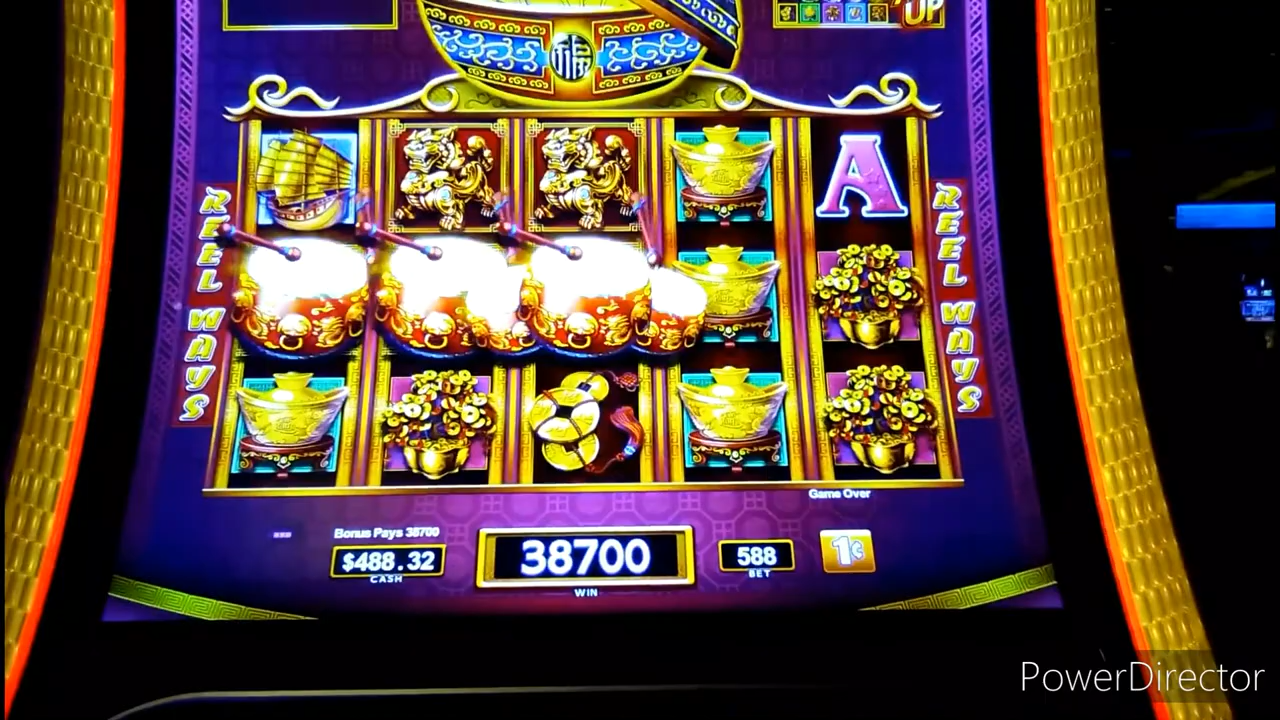 UP
福
A
REEL WAYS
REEL WAYS
Game Over
Bonus Pays 38700
$488.32
CASH
38700
WIN
588
BET
1¢
PowerDirector